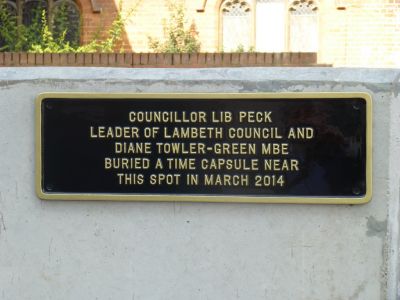 COUNCILLOR LIB PECK
LEADER OF LAMBETH COUNCIL AND
DIANE TOWLER-GREEN MBE
BURIED A TIME CAPSULE NEAR
THIS SPOT IN MARCH 2014